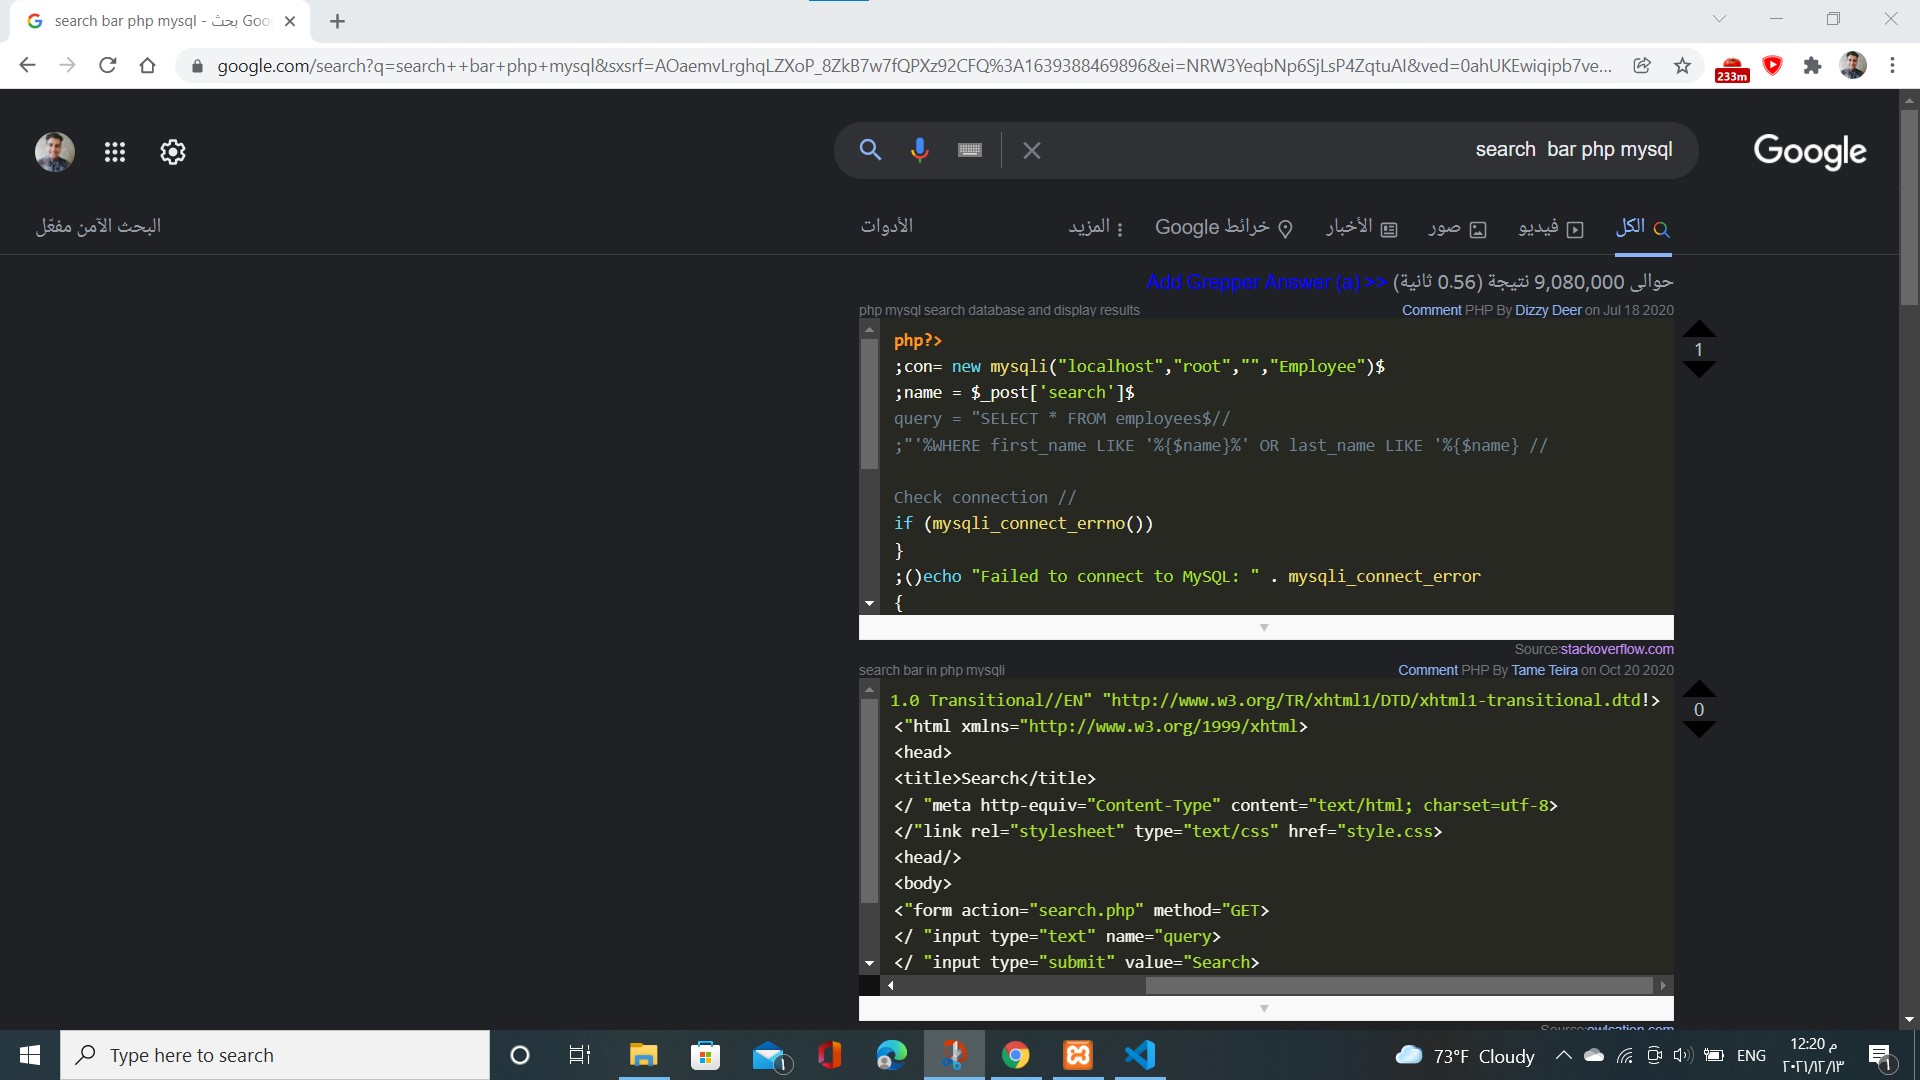 search bar php mysql - بحث Goo
google.com/search?q=search++bar+php+mysql&sxsrf=AOaemvLrghqLZXoP_8ZkB7w7fQPXz92CFQ%3A1639388469896&ei=NRW3YeqbNp6SjLsP4ZqtuAI&ved=0ahUKEwiqipb7ve...
233m
search  bar php mysql
Google
الكل
فيديو
صور
الأخبار
خرائط Google
المزيد
الأدوات
البحث الآمن مفعّل
حوالى 9,080,000 نتيجة (0.56 ثانية) Add Grepper Answer (a) >>
php mysql search database and display results
Comment PHP By Dizzy Deer on Jul 18 2020
php?>
;con= new mysqli("localhost","root","","Employee")$
;name = $_post['search']$
query = "SELECT * FROM employees$//
;"'%WHERE first_name LIKE '%{$name}%' OR last_name LIKE '%{$name} //
Check connection //
if (mysqli_connect_errno())
}
;()echo "Failed to connect to MySQL: " . mysqli_connect_error
{
1
Source:stackoverflow.com
search bar in php mysqli
Comment PHP By Tame Teira on Oct 20 2020
1.0 Transitional//EN" "http://www.w3.org/TR/xhtml1/DTD/xhtml1-transitional.dtd!>
<"html xmlns="http://www.w3.org/1999/xhtml>
<head>
<title>Search</title>
</ "meta http-equiv="Content-Type" content="text/html; charset=utf-8>
</"link rel="stylesheet" type="text/css" href="style.css>
<head/>
<body>
<"form action="search.php" method="GET>
</ "input type="text" name="query>
</ "input type="submit" value="Search>
0
Source:owlcation.com
Type here to search
١
73°F Cloudy
ENG
12:20 م
٢٠٢١/١٢/١٣
١